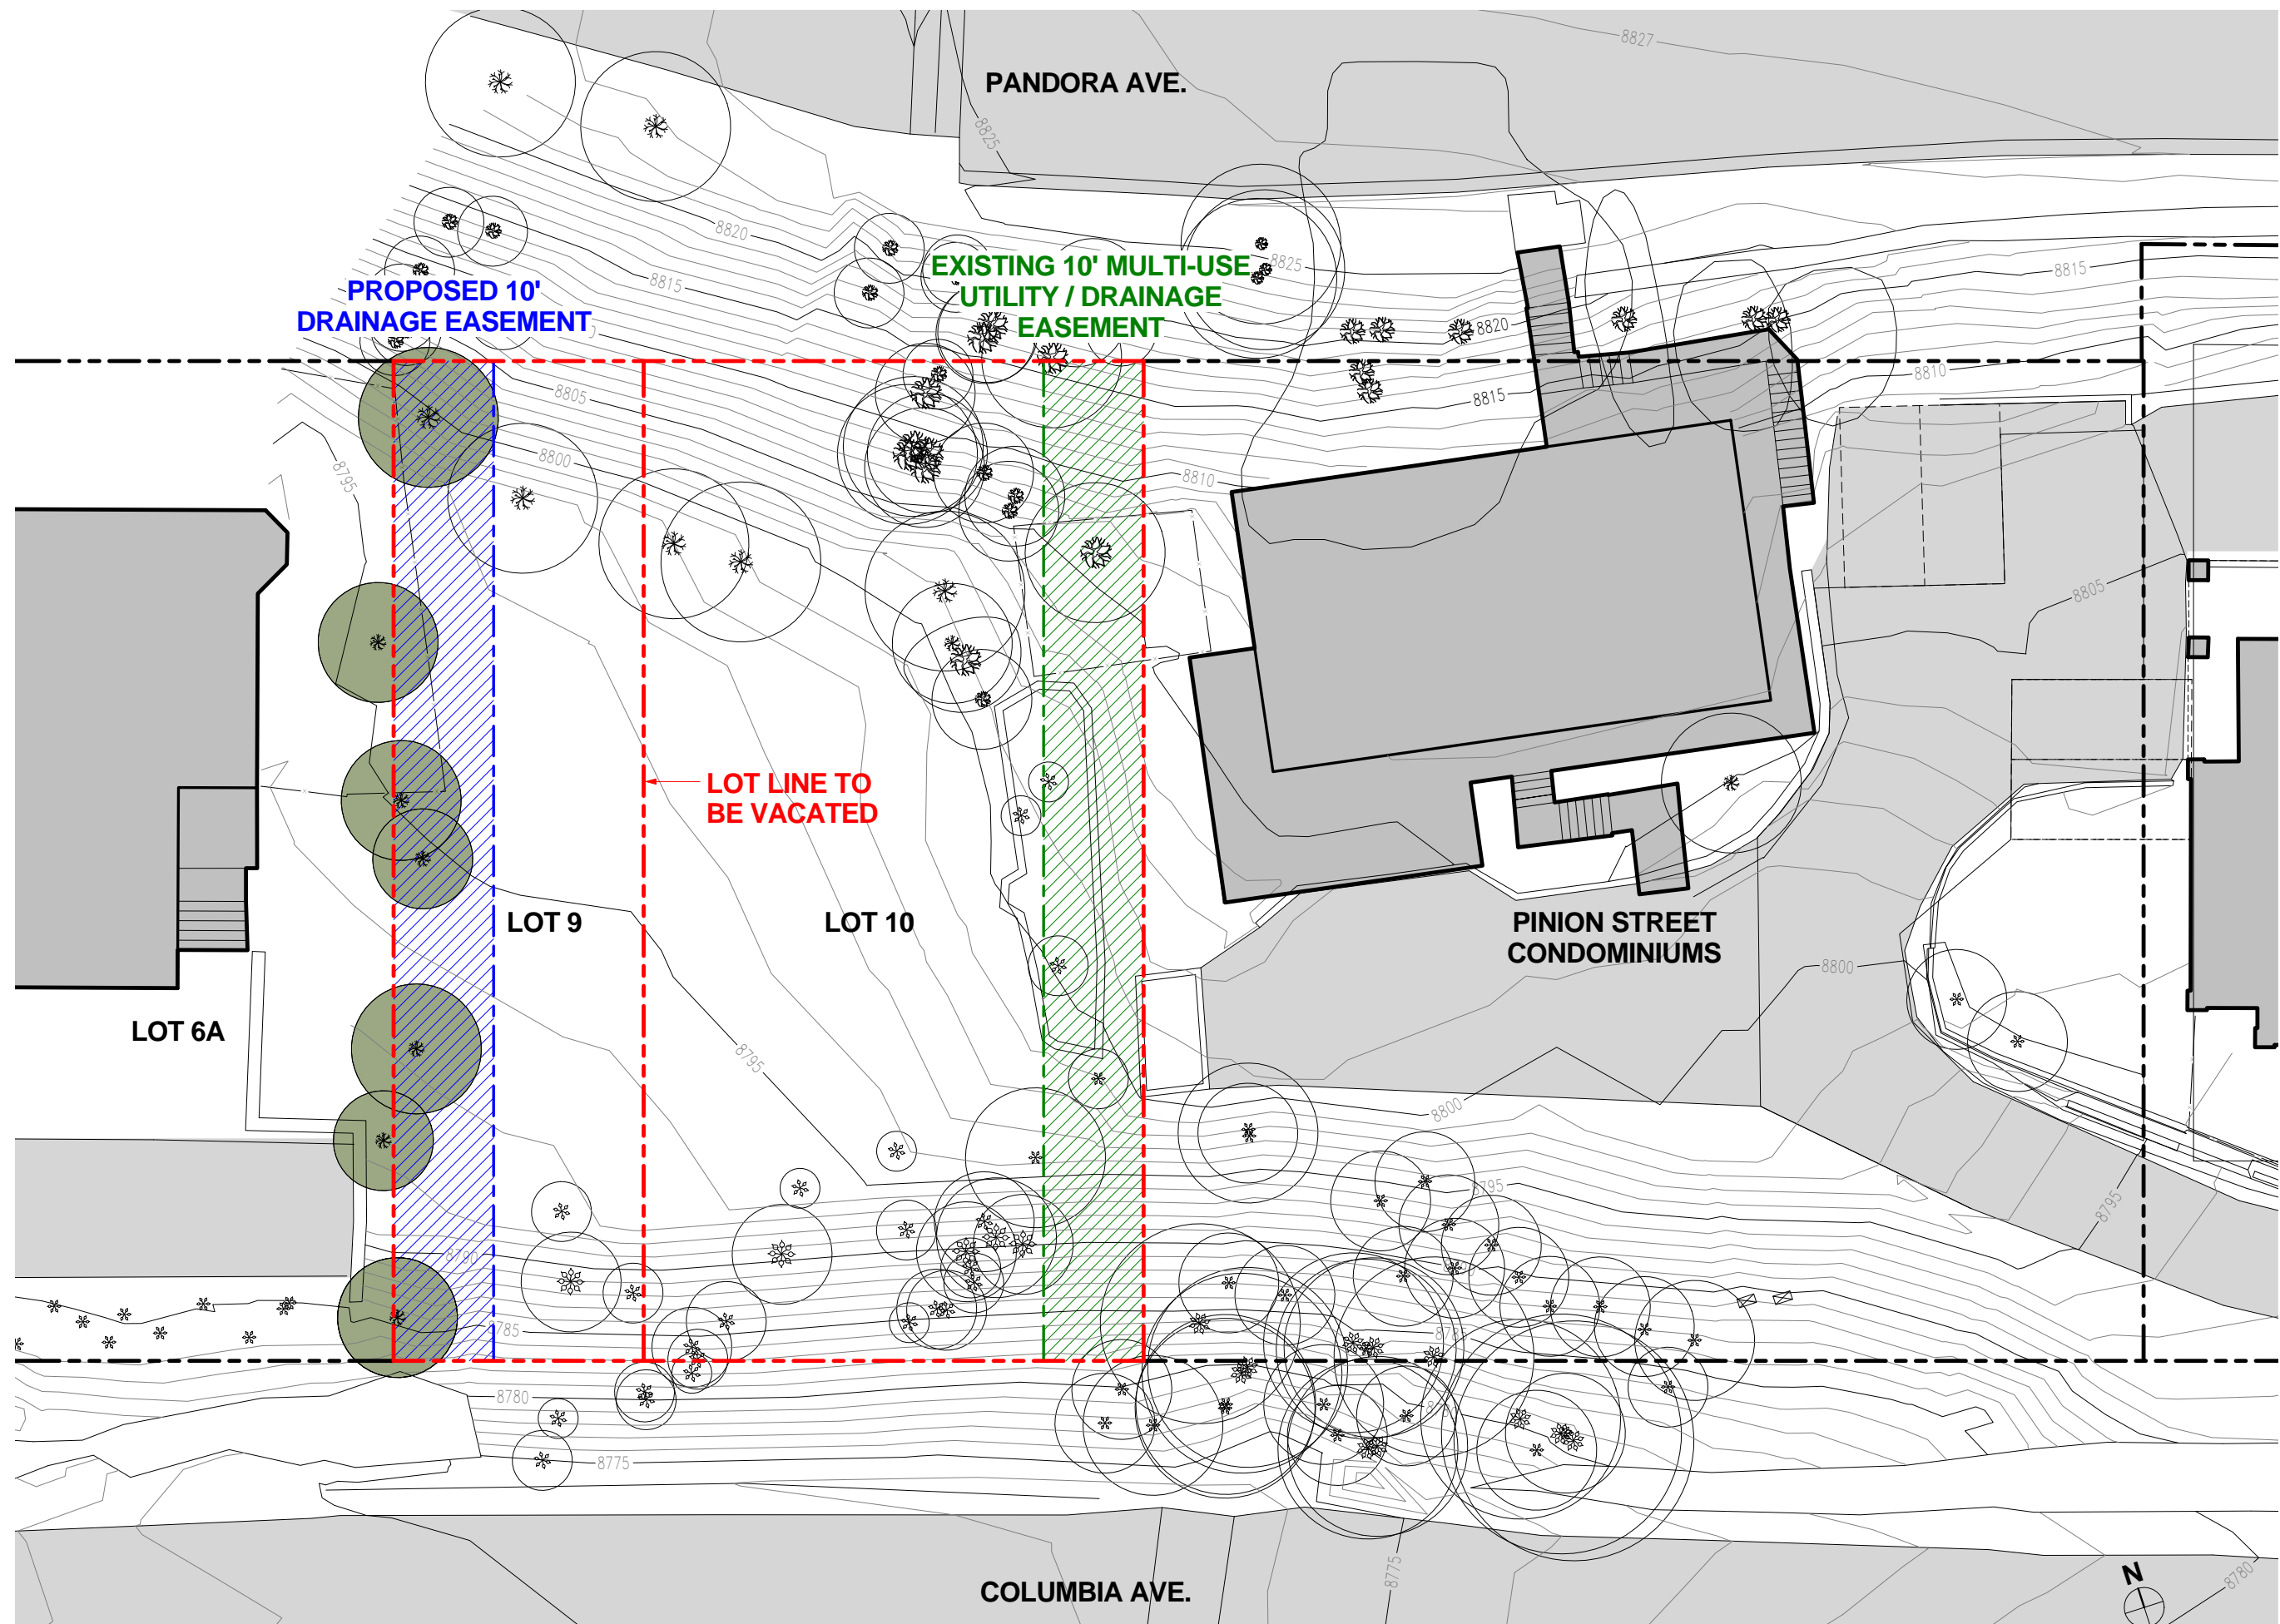 8827
PANDORA AVE.
8825
8820
EXISTING 10' MULTI-USE
UTILITY / DRAINAGE
EASEMENT
8825
8815
8815
PROPOSED 10'
DRAINAGE EASEMENT
8820
8805
8815
8810
8800
8795
8810
8805
LOT LINE TO
BE VACATED
LOT 9
LOT 10
PINION STREET
CONDOMINIUMS
8800
LOT 6A
8795
8800
8795
8795
8790
8785
8785
8780
8775
8775
COLUMBIA AVE.
N
8780